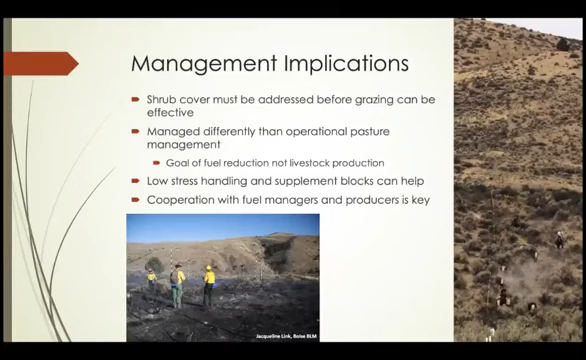 Management Implications
Shrub cover must be addressed before grazing can be
effective
Managed differently than operational pasture
management
Goal of fuel reduction not livestock production
Low stress handling and supplement blocks can help
Cooperation with fuel managers and producers is key
Jacqueline Link, Boise BLM